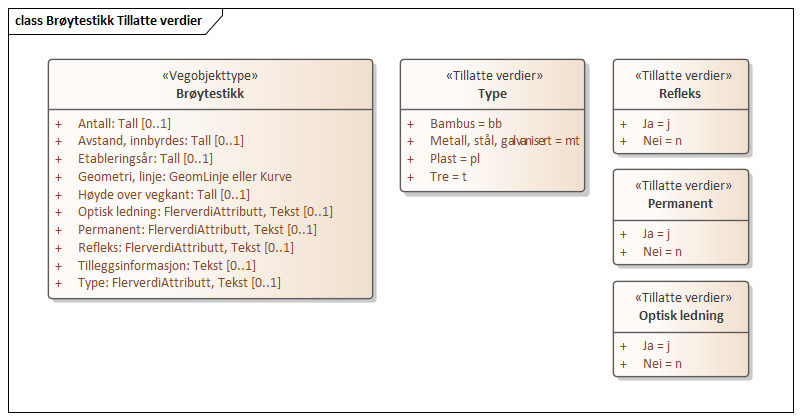 class Brøytestikk Tillatte verdier
«Vegobjekttype»
Brøytestikk
+ Antall: Tall [0..1]
+ Avstand, innbyrdes: Tall [0..1]
+ Etableringsår: Tall [0..1]
+ Geometri, linje: GeomLinje eller Kurve
+ Høyde over vegkant: Tall [0..1]
+ Optisk ledning: FlerverdiAttributt, Tekst [0..1]
+ Permanent: FlerverdiAttributt, Tekst [0..1]
+ Refleks: FlerverdiAttributt, Tekst [0..1]
+ Tilleggsinformasjon: Tekst [0..1]
+ Type: FlerverdiAttributt, Tekst [0..1]
«Tillatte verdier»
Type
+ Bambus = bb
+ Metall, stål, galvanisert = mt
+ Plast = pl
+ Tre = t
«Tillatte verdier»
Refleks
+ Ja = j
+ Nei = n
«Tillatte verdier»
Permanent
+ Ja = j
+ Nei = n
«Tillatte verdier»
Optisk ledning
+ Ja = j
+ Nei = n